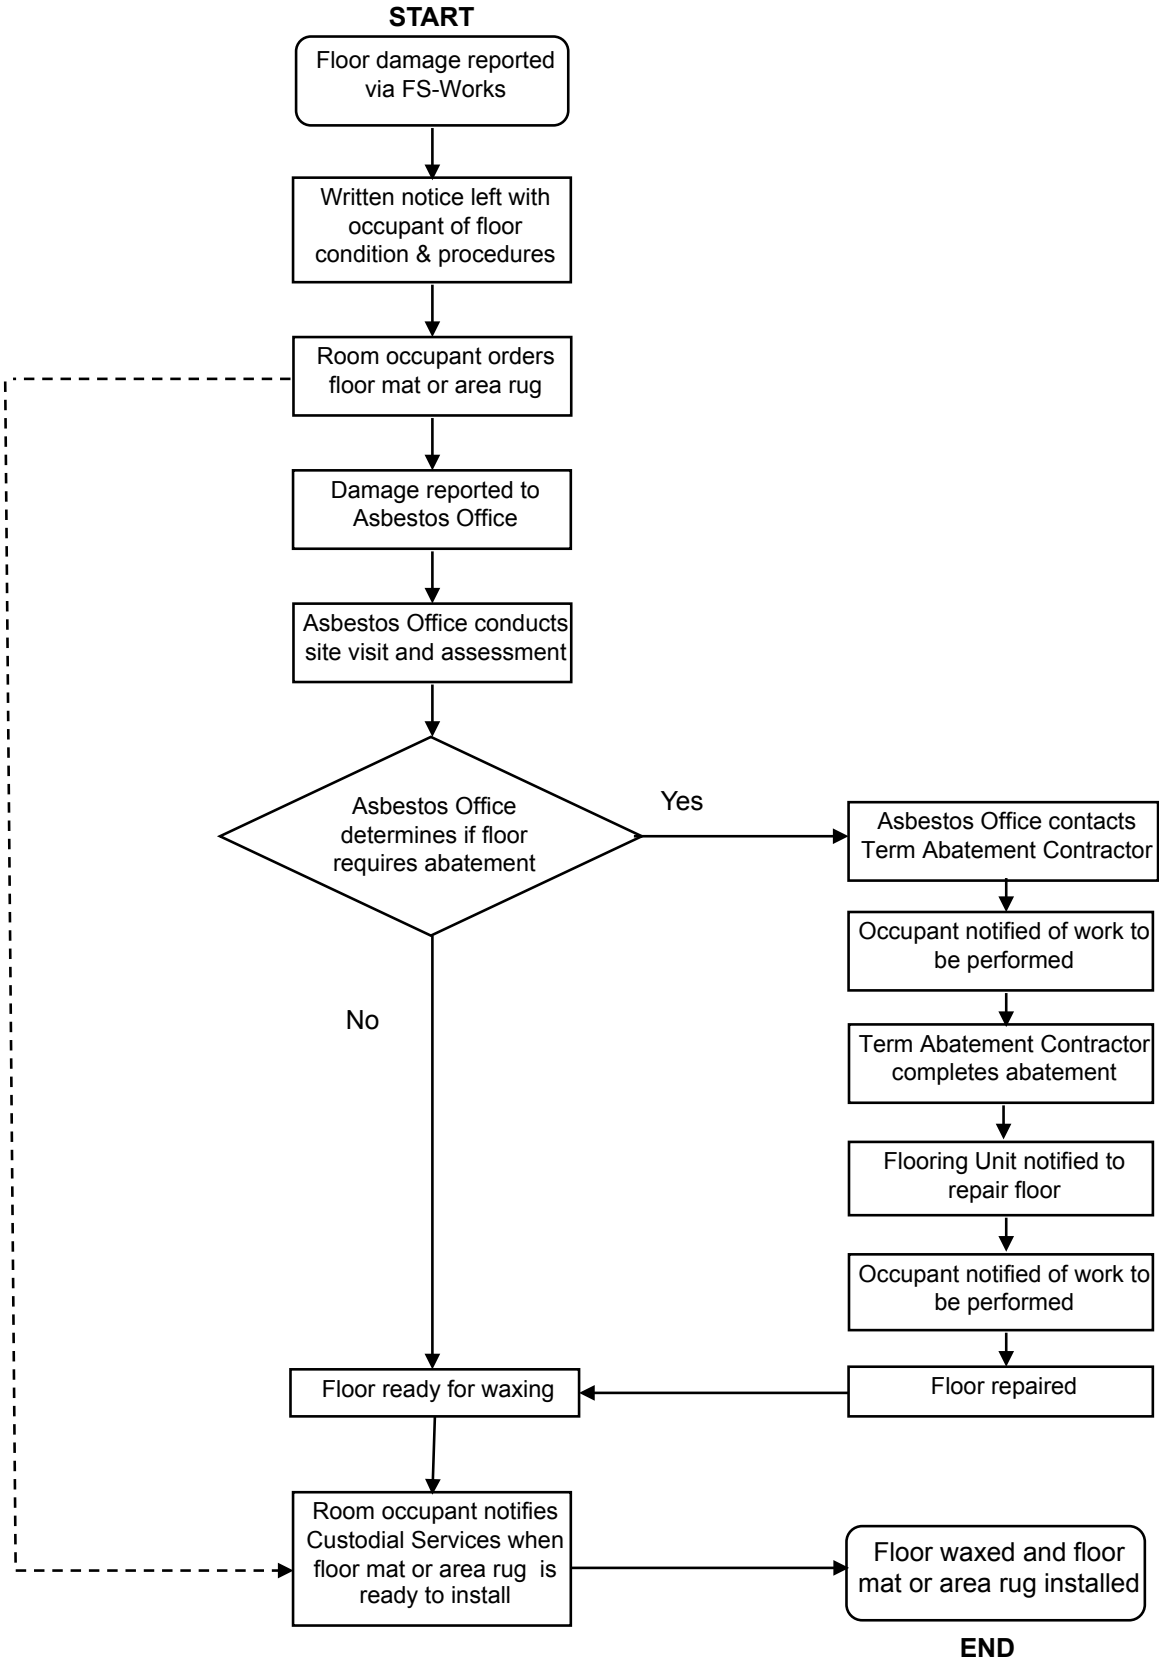 START
Floor damage reported
via FS-Works
Written notice left with
occupant of floor
condition & procedures
Room occupant orders
floor mat or area rug
Damage reported to
Asbestos Office
Asbestos Office conducts
site visit and assessment
Asbestos Office
determines if floor
requires abatement
Yes
Asbestos Office contacts
Term Abatement Contractor
Occupant notified of work to
be performed
No
Term Abatement Contractor
completes abatement
Flooring Unit notified to
repair floor
Occupant notified of work to
be performed
Floor repaired
Floor ready for waxing
Room occupant notifies
Custodial Services when
floor mat or area rug is
ready to install
Floor waxed and floor
mat or area rug installed
END